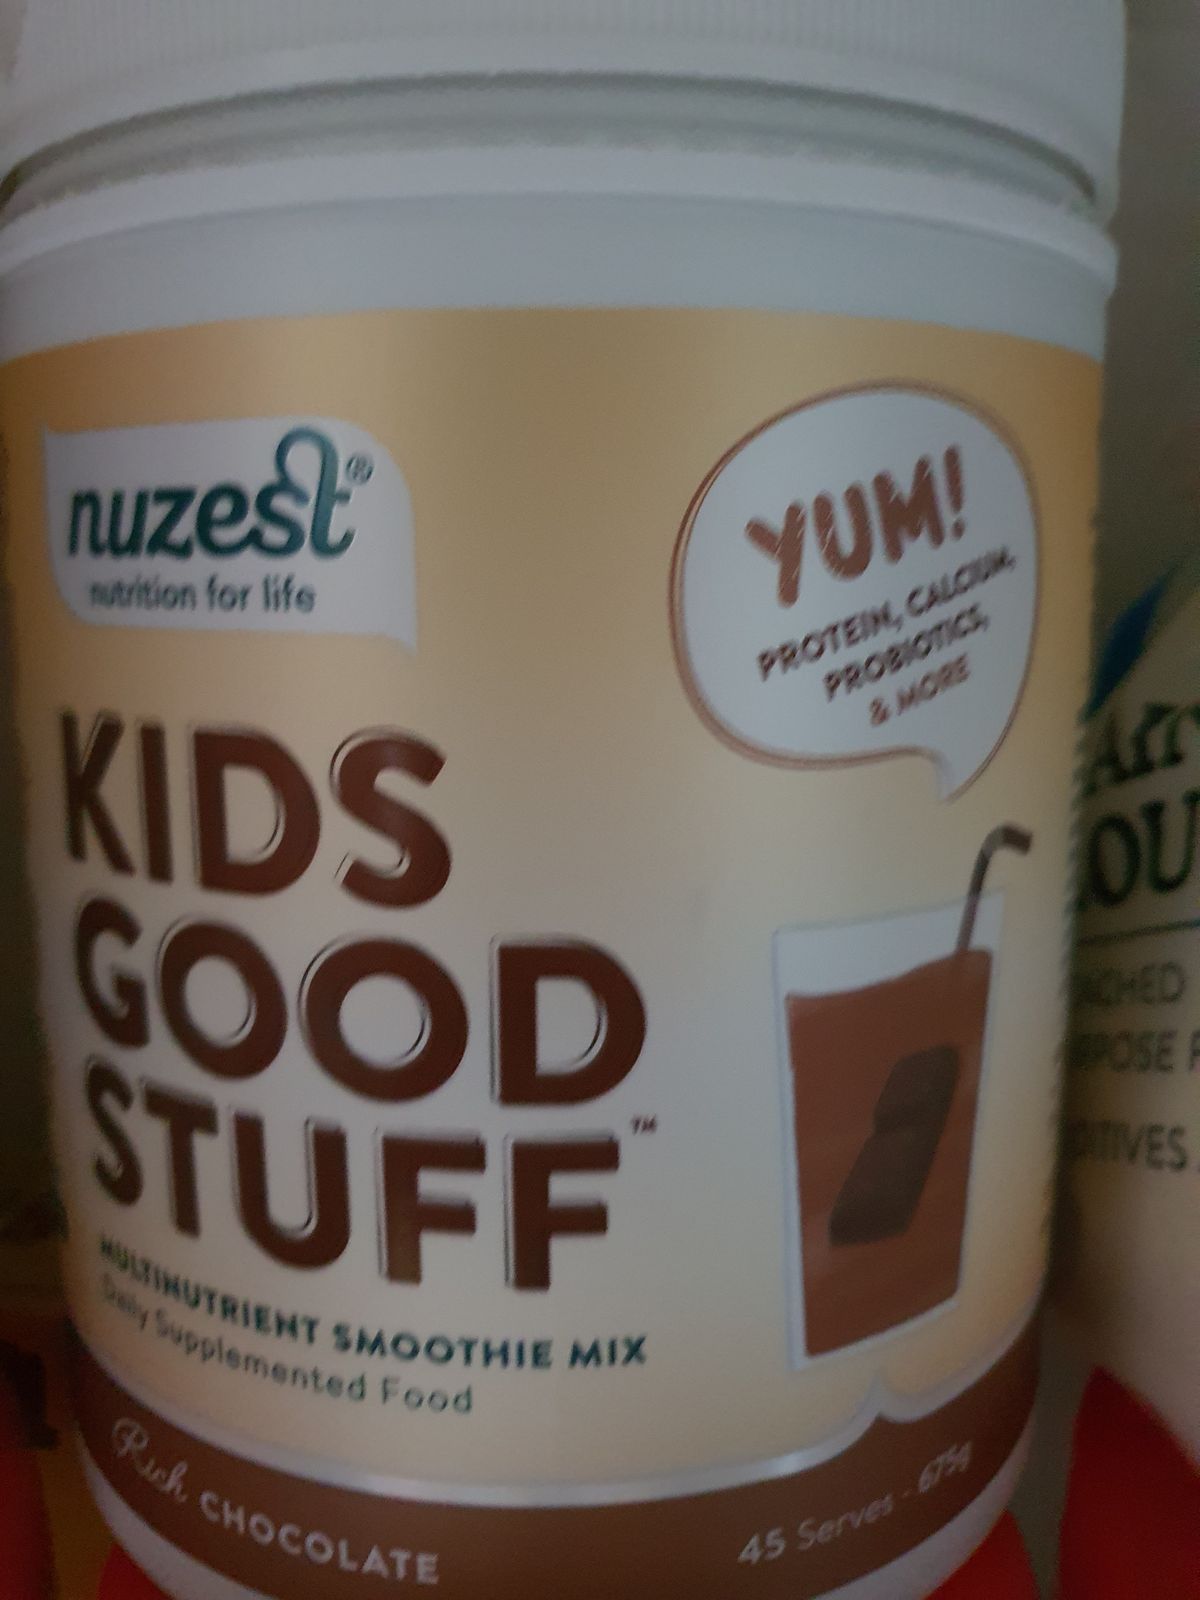 nuzest®
nutrition for life
YUM!
PROTEIN, CALCIUM,
PROBIOTICS,
& MORE
KIDS
GOOD
STUFF™
MULTINUTRIENT SMOOTHIE MIX
Daily Supplemented Food
Rich CHOCOLATE
45 Serves - 675g